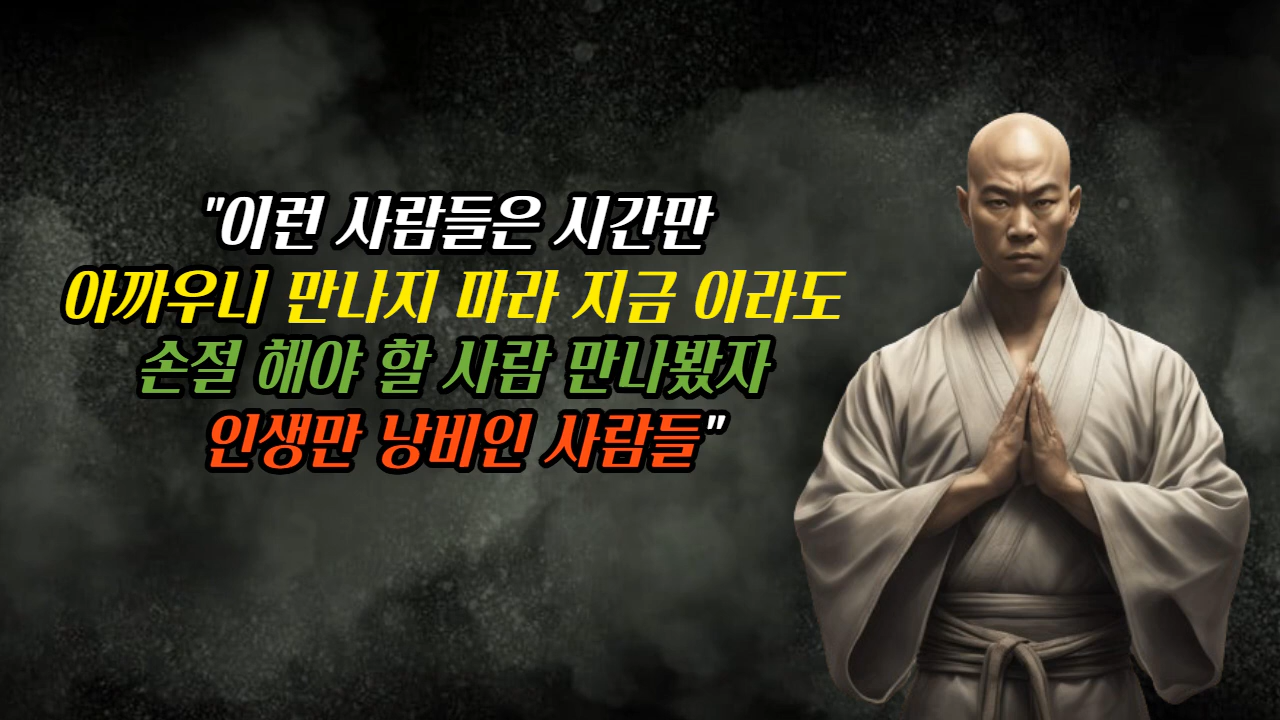 "이런 사람들은 시간만
아까우니 만나지 마라 지금 이라도
손절 해야 할 사람 만나봤자
인생만 낭비인 사람들"